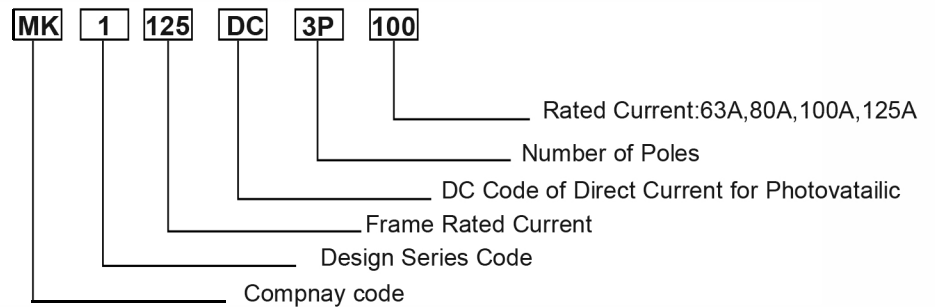 MK 1 125 DC 3P 100
Rated Current:63A,80A,100A,125A
Number of Poles
DC Code of Direct Current for Photovatailic
Frame Rated Current
Design Series Code
Compnay code